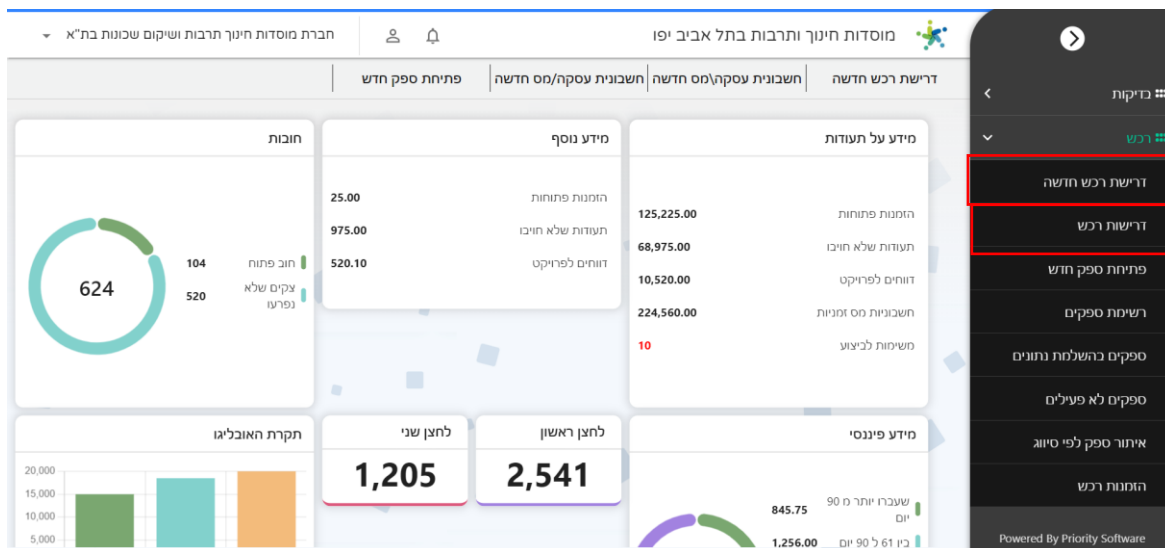 מוסדות חינוך ותרבות בתל אביב יפו
חברת מוסדות חינוך תרבות ושיקום שכונות בת"א
דרישת רכש חדשה
חשבונית עסקה\מס חדשה
חשבונית עסקה/מס חדשה
פתיחת ספק חדש
בדיקות
רכש
דרישת רכש חדשה
דרישות רכש
פתיחת ספק חדש
רשימת ספקים
ספקים בהשלמת נתונים
ספקים לא פעילים
איתור ספק לפי סיווג
הזמנות רכש
Powered By Priority Software
מידע על תעודות
הזמנות פתוחות 125,225.00
תעודות שלא חויבו 68,975.00
דווחים לפרויקט 10,520.00
חשבוניות מס זמניות 224,560.00
משימות לביצוע 10
מידע נוסף
הזמנות פתוחות 25.00
תעודות שלא חויבו 975.00
דווחים לפרויקט 520.10
חובות
חוב פתוח 104
צקים שלא
נפרעו
520
624
מידע פיננסי
שעברו יותר מ 90
יום
845.75
בין 61 ל 90 יום 1,256.00
לחצן ראשון
2,541
לחצן שני
1,205
תקרת האובליגו
20,000
15,000
10,000
5,000